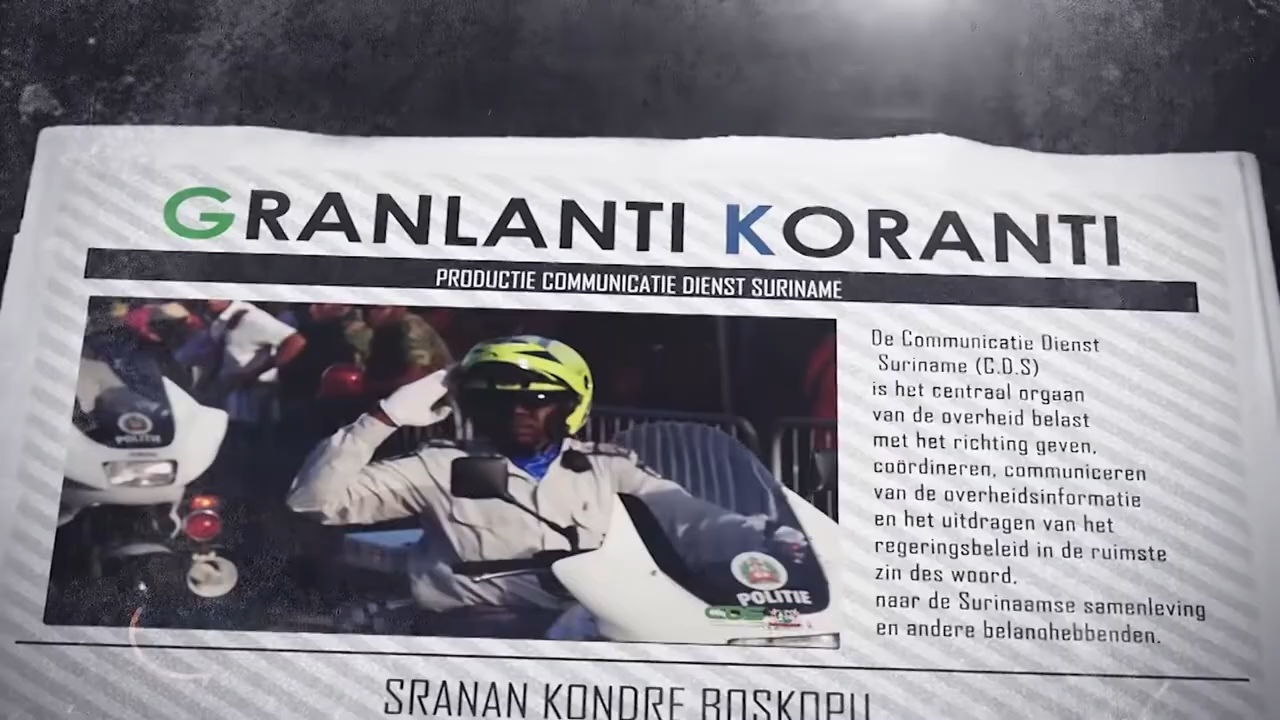 GRANLANTI KORANTI
PRODUCTIE COMMUNICATIE DIENST SURINAME
De Communicatie Dienst
Suriname (C.D.S)
is het centraal orgaan
van de overheid belast
met het richting geven,
coördineren, communiceren
van de overheidsinformatie
en het uitdragen van het
regeringsbeleid in de ruimste
zin des woord,
naar de Surinaamse samenleving
en andere belanghebbenden.
POLITIE
POLITIE
CDS
SRANAN KONDRE BOSKOPU